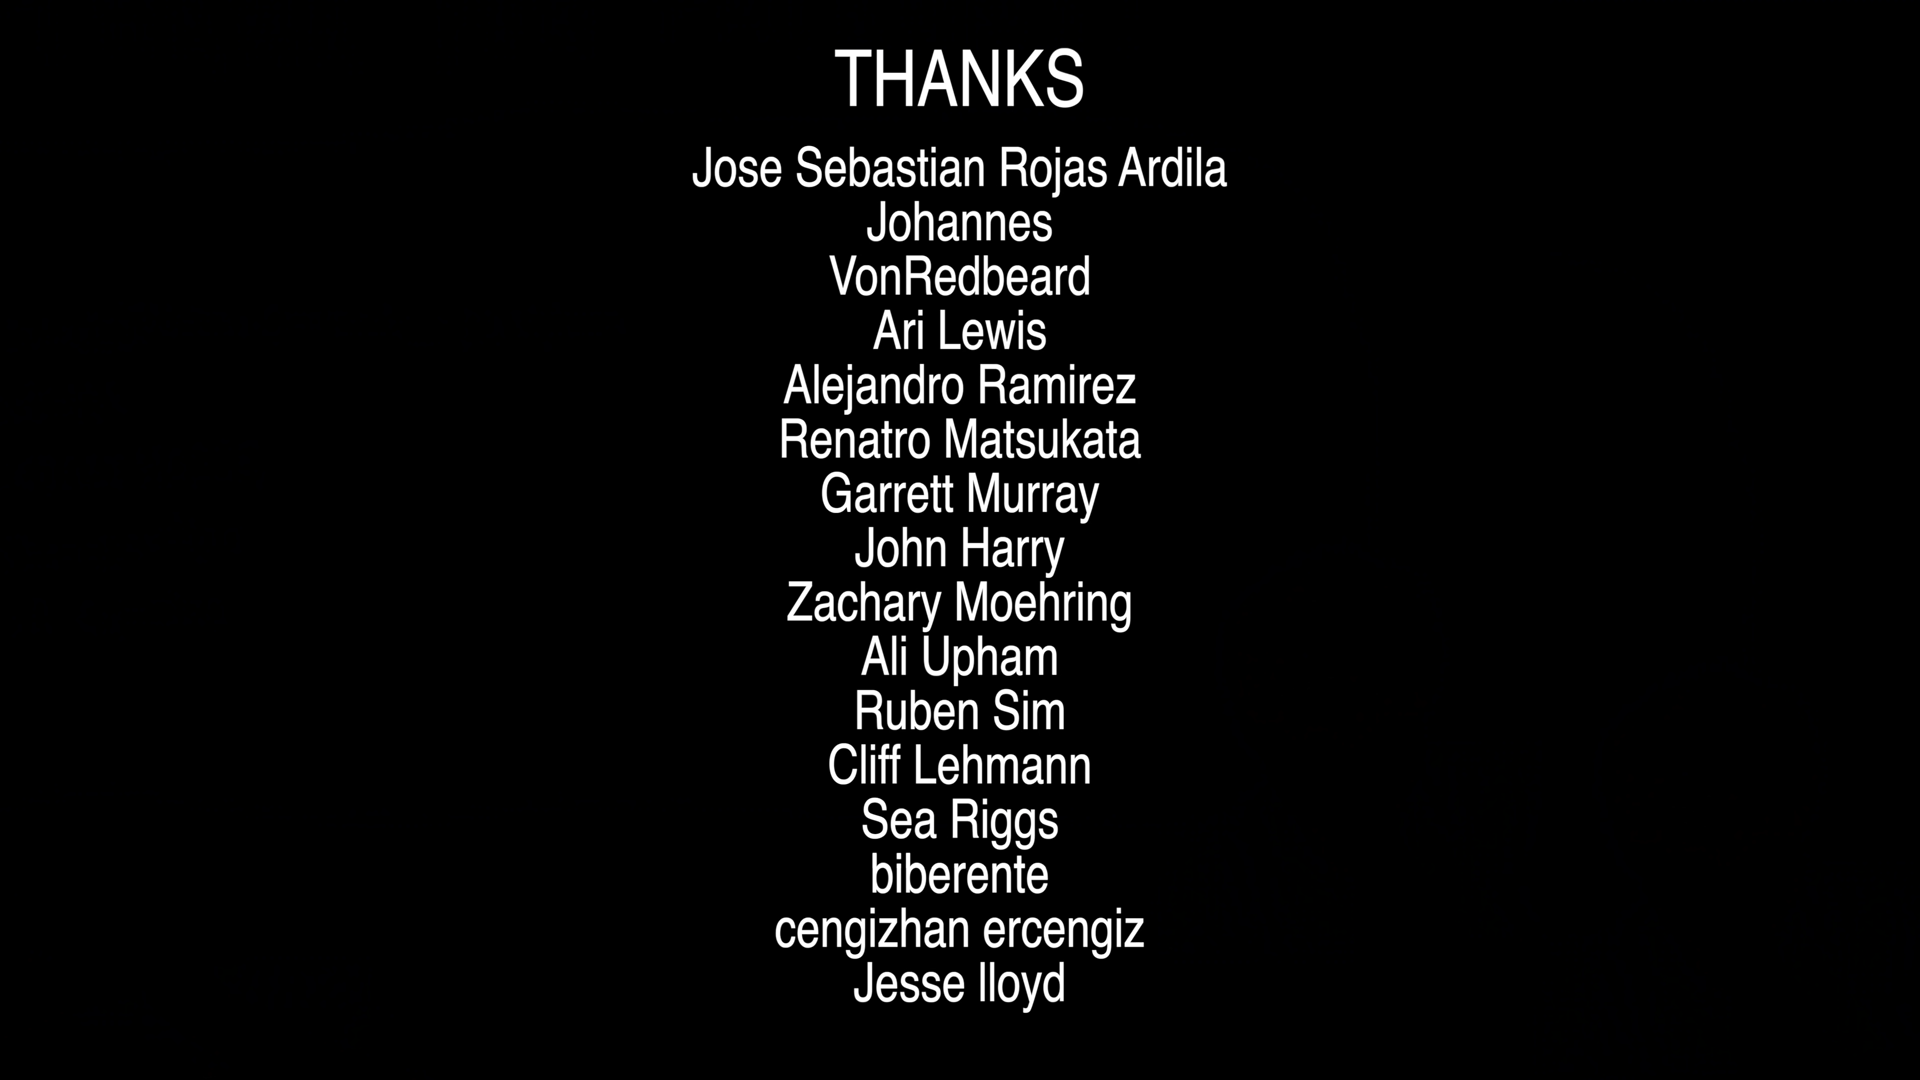 THANKS
Jose Sebastian Rojas Ardila
Johannes
VonRedbeard
Ari Lewis
Alejandro Ramirez
Renatro Matsukata
Garrett Murray
John Harry
Zachary Moehring
Ali Upham
Ruben Sim
Cliff Lehmann
Sea Riggs
biberente
cengizhan ercengiz
Jesse lloyd